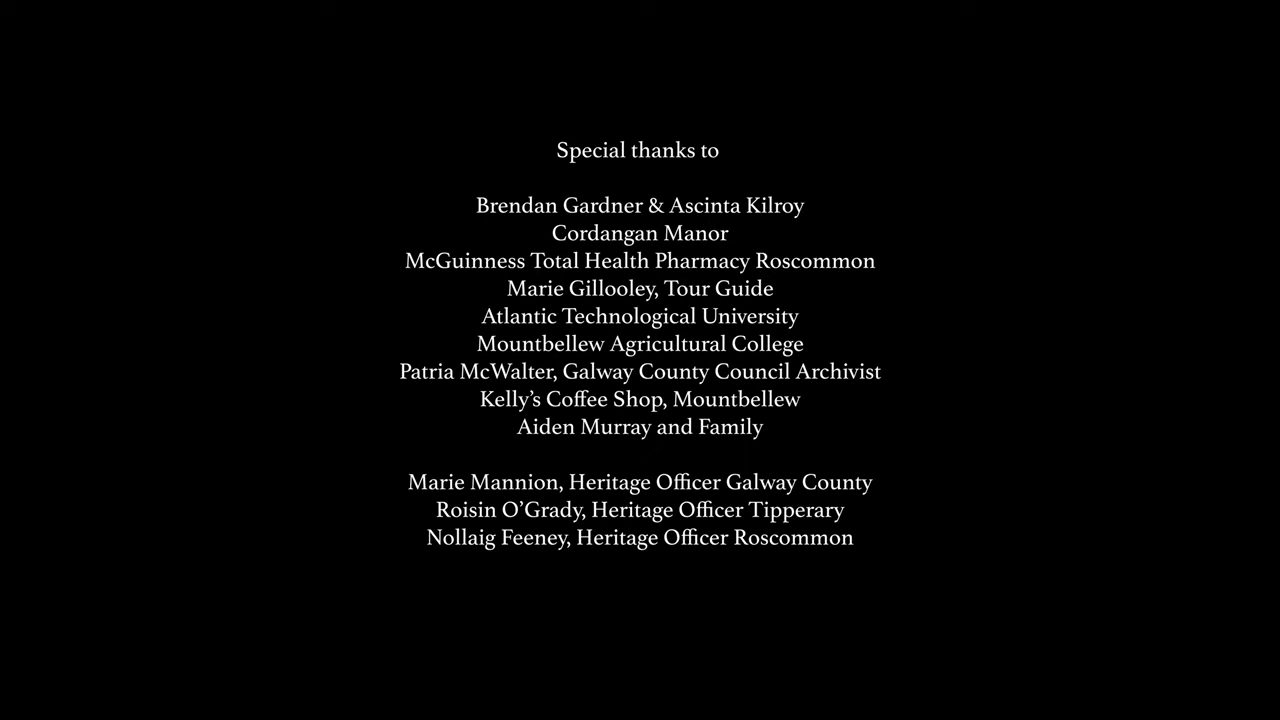 Special thanks to
Brendan Gardner & Ascinta Kilroy
Cordangan Manor
McGuinness Total Health Pharmacy Roscommon
Marie Gillooley, Tour Guide
Atlantic Technological University
Mountbellew Agricultural College
Patria McWalter, Galway County Council Archivist
Kelly’s Coffee Shop, Mountbellew
Aiden Murray and Family
Marie Mannion, Heritage Officer Galway County
Roisin O’Grady, Heritage Officer Tipperary
Nollaig Feeney, Heritage Officer Roscommon